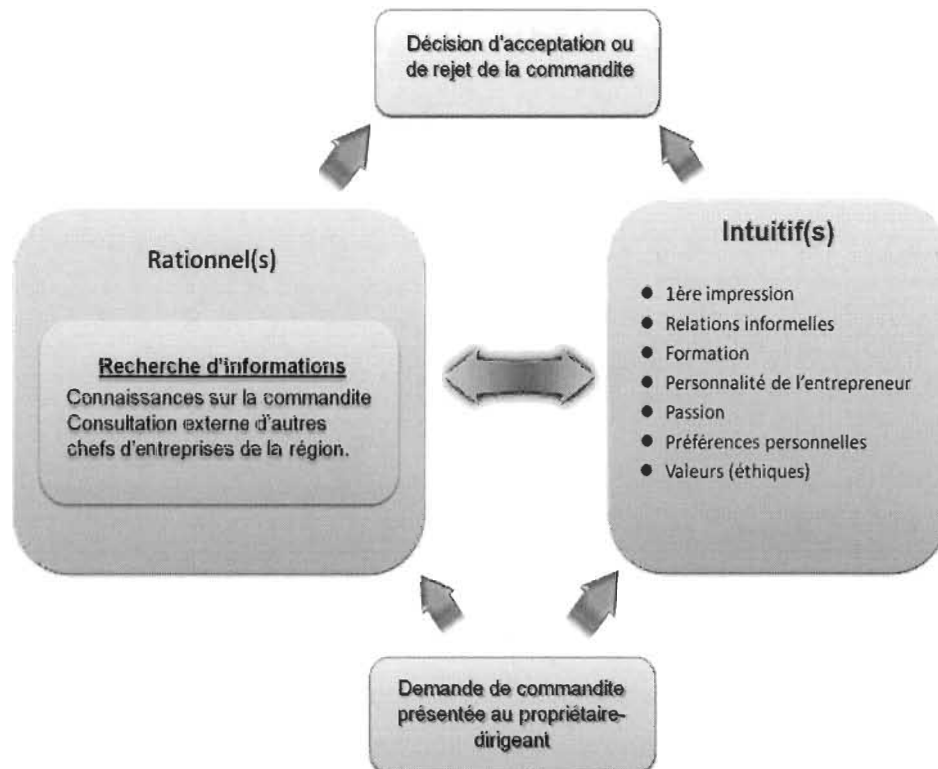 Décision d'acceptation ou
de rejet de la commandite
Rationnel(s)
Recherche d'informations
Connaissances sur la commandite
Consultation externe d'autres
chefs d'entreprises de la région.
Intuitif(s)
1ère impression
Relations informelles
Formation
Personnalité de l'entrepreneur
Passion
Préférences personnelles
Valeurs (éthiques)
Demande de commandite
présentée au propriétaire-
dirigeant